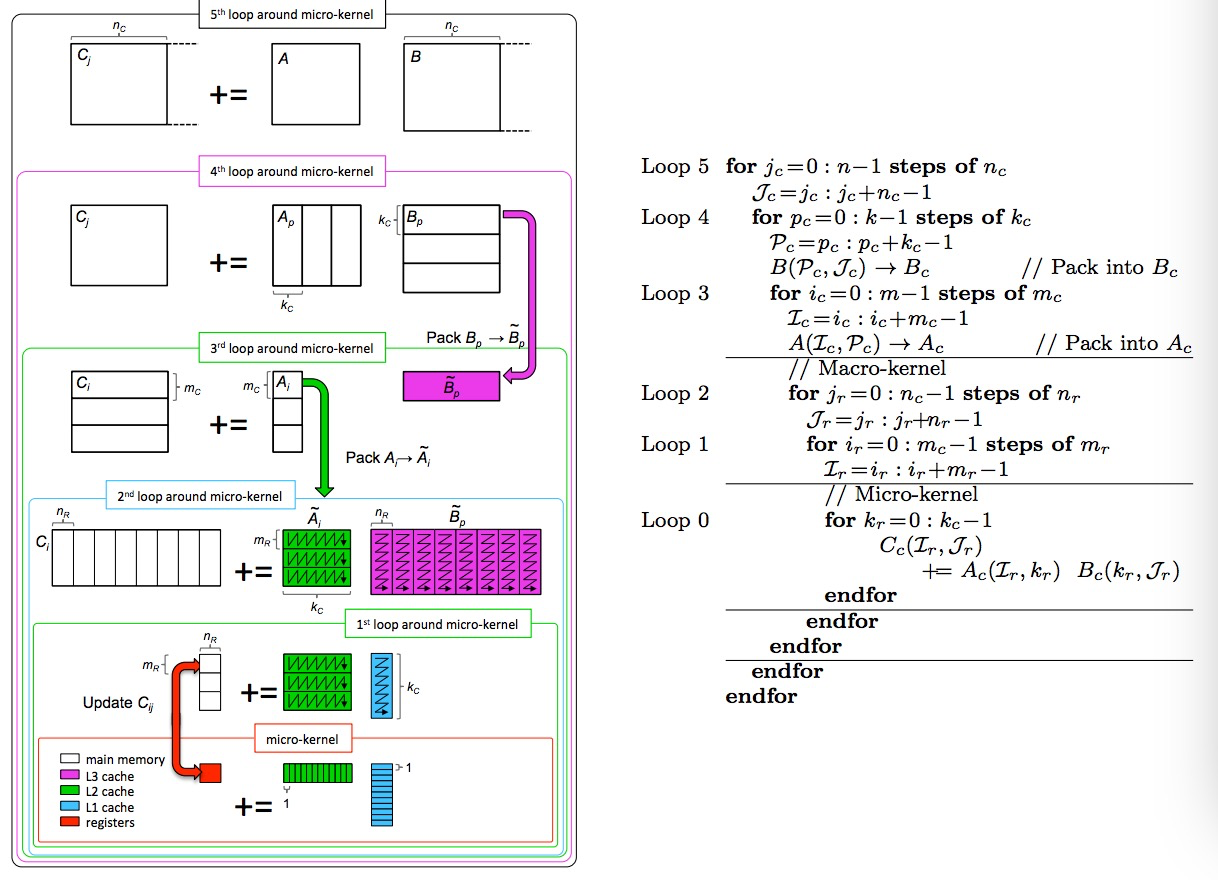 5th loop around micro-kernel
n_C
n_C
C_j
A
B
+=
4th loop around micro-kernel
C_j
A_p
k_C
B_p
+=
k_C
Pack B_p → B̃_p
3rd loop around micro-kernel
C_i
m_C
m_C
A_i
B̃_p
+=
Pack A_i → Ã_i
2nd loop around micro-kernel
n_R
Ã_i
n_R
B̃_p
C_i
m_R
+=
k_C
1st loop around micro-kernel
n_R
m_R
+=
k_C
Update C_ij
micro-kernel
main memory
L3 cache
L2 cache
L1 cache
registers
+=
1
1
Loop 5 for j_c=0 : n−1 steps of n_c
𝒥_c=j_c : j_c+n_c−1
Loop 4 for p_c=0 : k−1 steps of k_c
𝒫_c=p_c : p_c+k_c−1
B(𝒫_c, 𝒥_c) → B_c // Pack into B_c
Loop 3 for i_c=0 : m−1 steps of m_c
ℐ_c=i_c : i_c+m_c−1
A(ℐ_c, 𝒫_c) → A_c // Pack into A_c
// Macro-kernel
Loop 2 for j_r=0 : n_c−1 steps of n_r
𝒥_r=j_r : j_r+n_r−1
Loop 1 for i_r=0 : m_c−1 steps of m_r
ℐ_r=i_r : i_r+m_r−1
// Micro-kernel
Loop 0 for k_r=0 : k_c−1
C_c(ℐ_r, 𝒥_r)
+= A_c(ℐ_r, k_r) B_c(k_r, 𝒥_r)
endfor
endfor
endfor
endfor
endfor